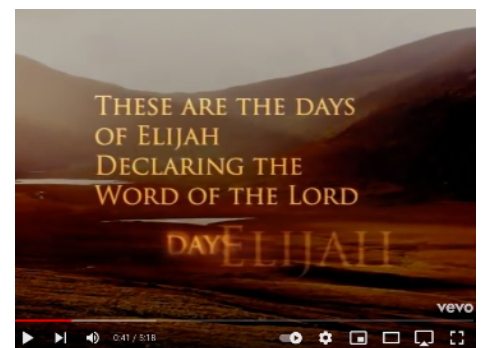 THESE ARE THE DAYS
OF ELIJAH
DECLARING THE
WORD OF THE LORD
DAYS ELIJAH
vevo
0:41 / 5:18